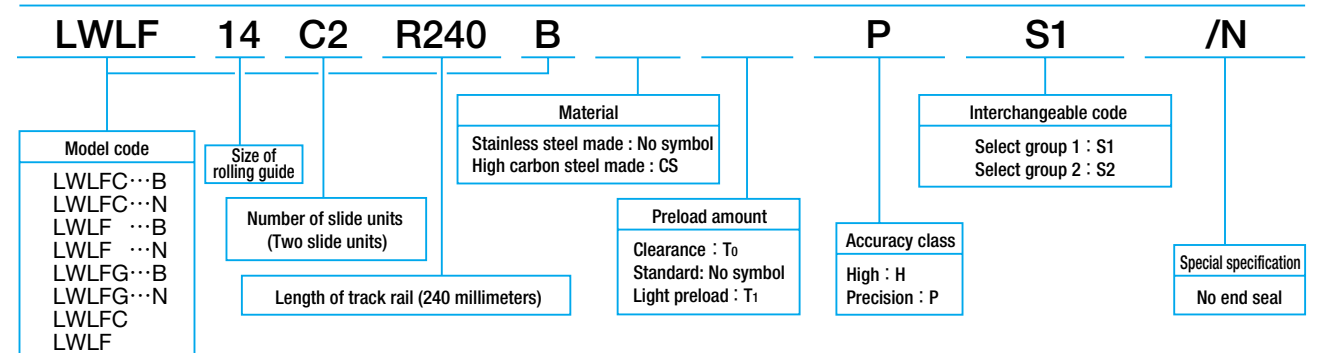 LWLF 14 C2 R240 B P S1 /N
Model code
LWLFC⋯B
LWLFC⋯N
LWLF ⋯B
LWLF ⋯N
LWLFG⋯B
LWLFG⋯N
LWLFC
LWLF
Size of
rolling guide
Number of slide units
(Two slide units)
Length of track rail (240 millimeters)
Material
Stainless steel made : No symbol
High carbon steel made : CS
Preload amount
Clearance : T0
Standard: No symbol
Light preload : T1
Accuracy class
High : H
Precision : P
Interchangeable code
Select group 1 : S1
Select group 2 : S2
Special specification
No end seal